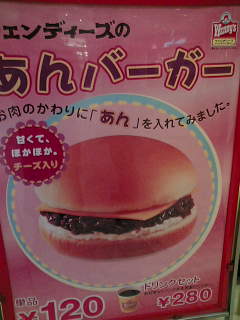 ェンディーズの
Wendy's
あんバーガー
お肉のかわりに「あん」を入れてみました。
甘くて、
ほかほか。
チーズ入り
単品
¥120
ドリンクセット
¥280